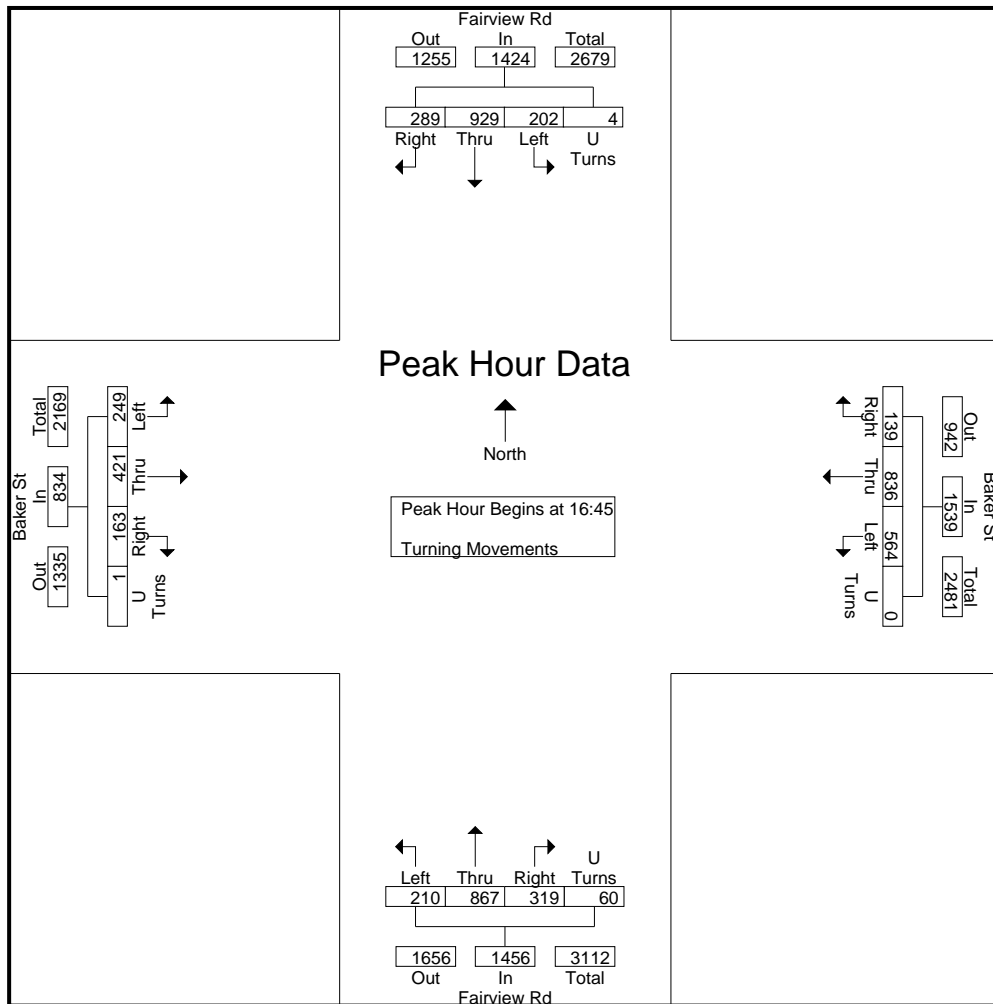 Fairview Rd
Out In Total
1255 1424 2679
289 929 202 4
Right Thru Left U
Turns
Peak Hour Data
North
Peak Hour Begins at 16:45
Turning Movements
Baker St
Total In Out
2169 834 1335
249 421 163 1
Left Thru Right U
Turns
Right Thru Left U
Turns
139 836 564 0
Out In Total
942 1539 2481
Baker St
U
Left Thru Right Turns
210 867 319 60
1656 1456 3112
Out In Total
Fairview Rd